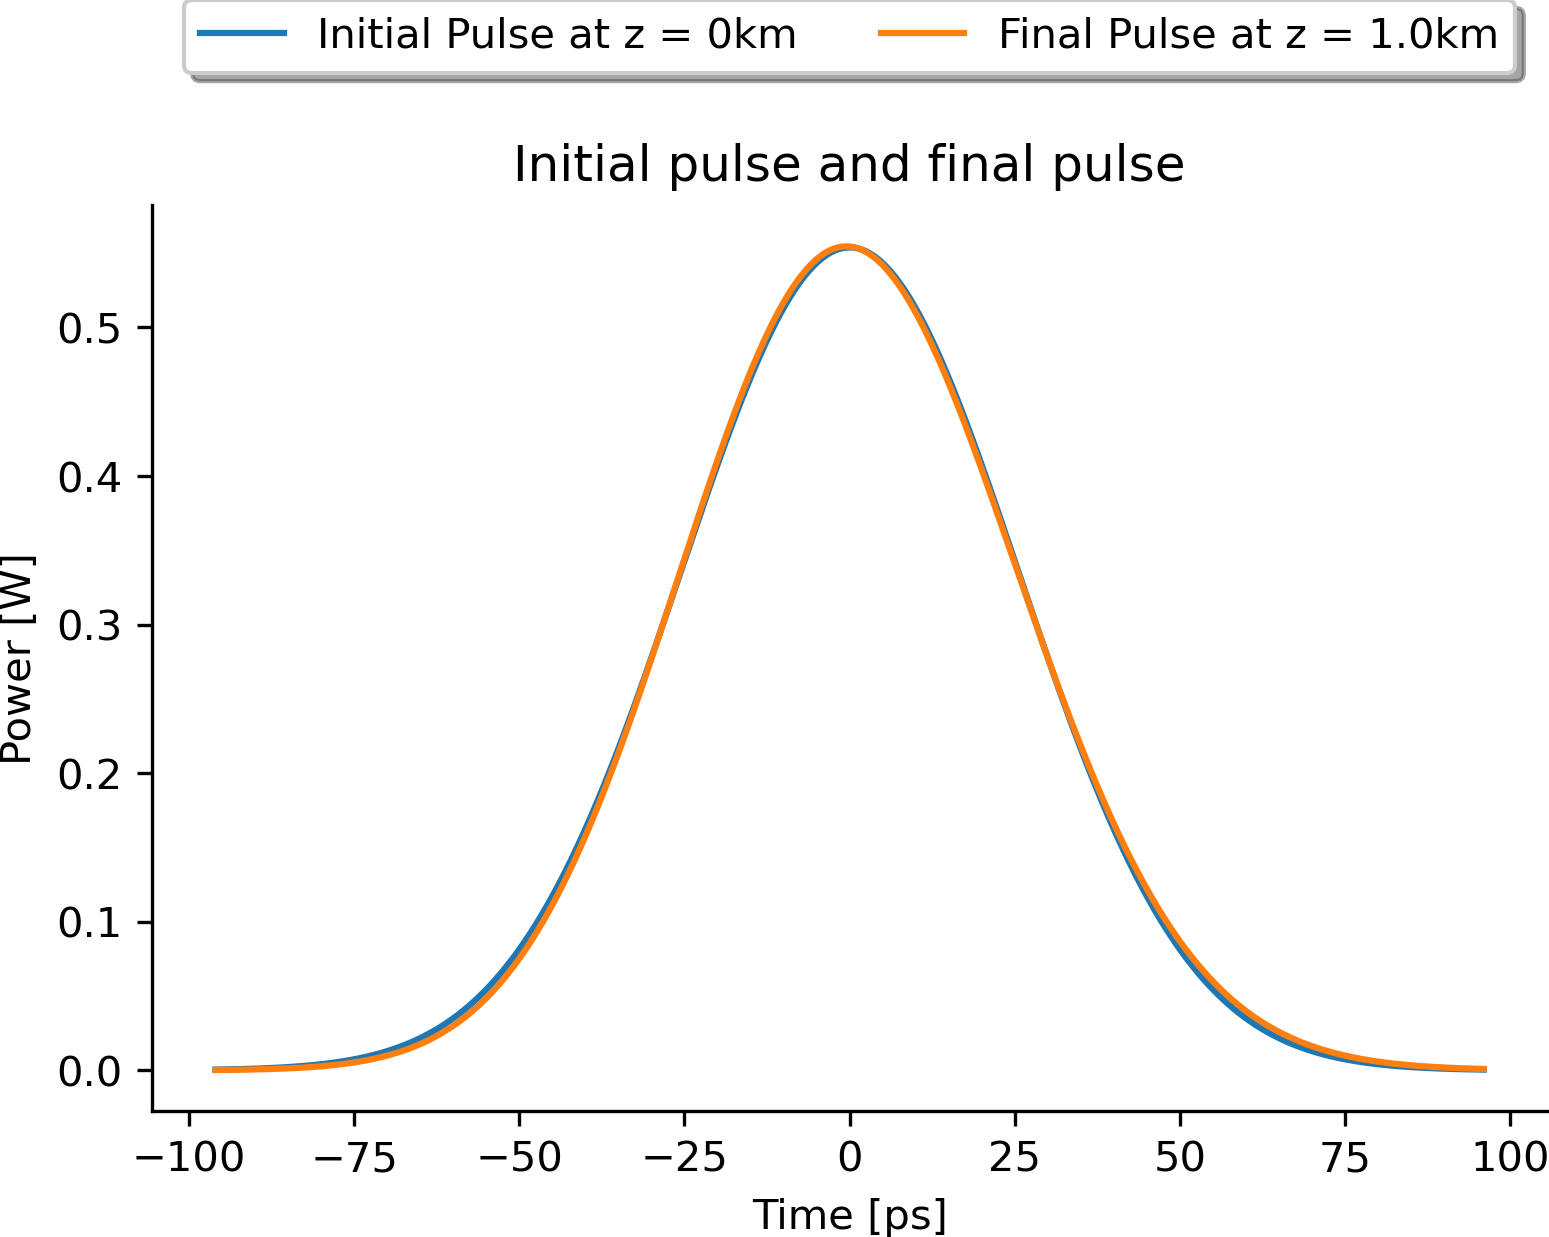 Initial Pulse at z = 0km Final Pulse at z = 1.0km
Initial pulse and final pulse
0.5
0.4
0.3
0.2
0.1
0.0
Power [W]
−100 −75 −50 −25 0 25 50 75 100
Time [ps]